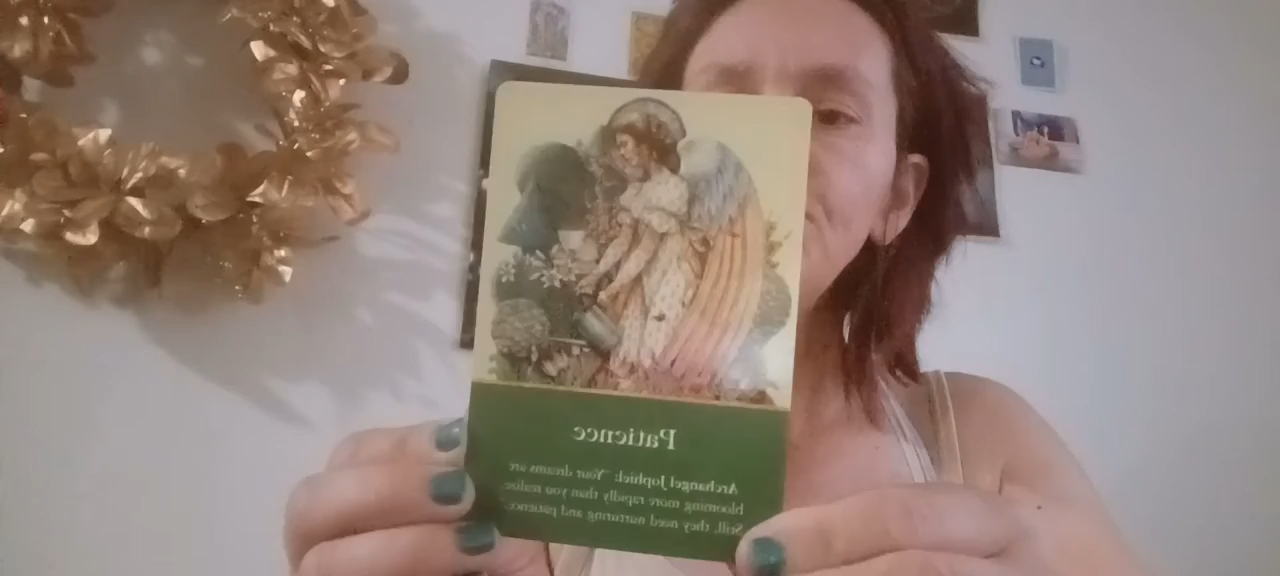 Patience
Archangel Jophiel: "Your dreams are
blooming more rapidly than you realize.
Still, they need nurturing and patience.